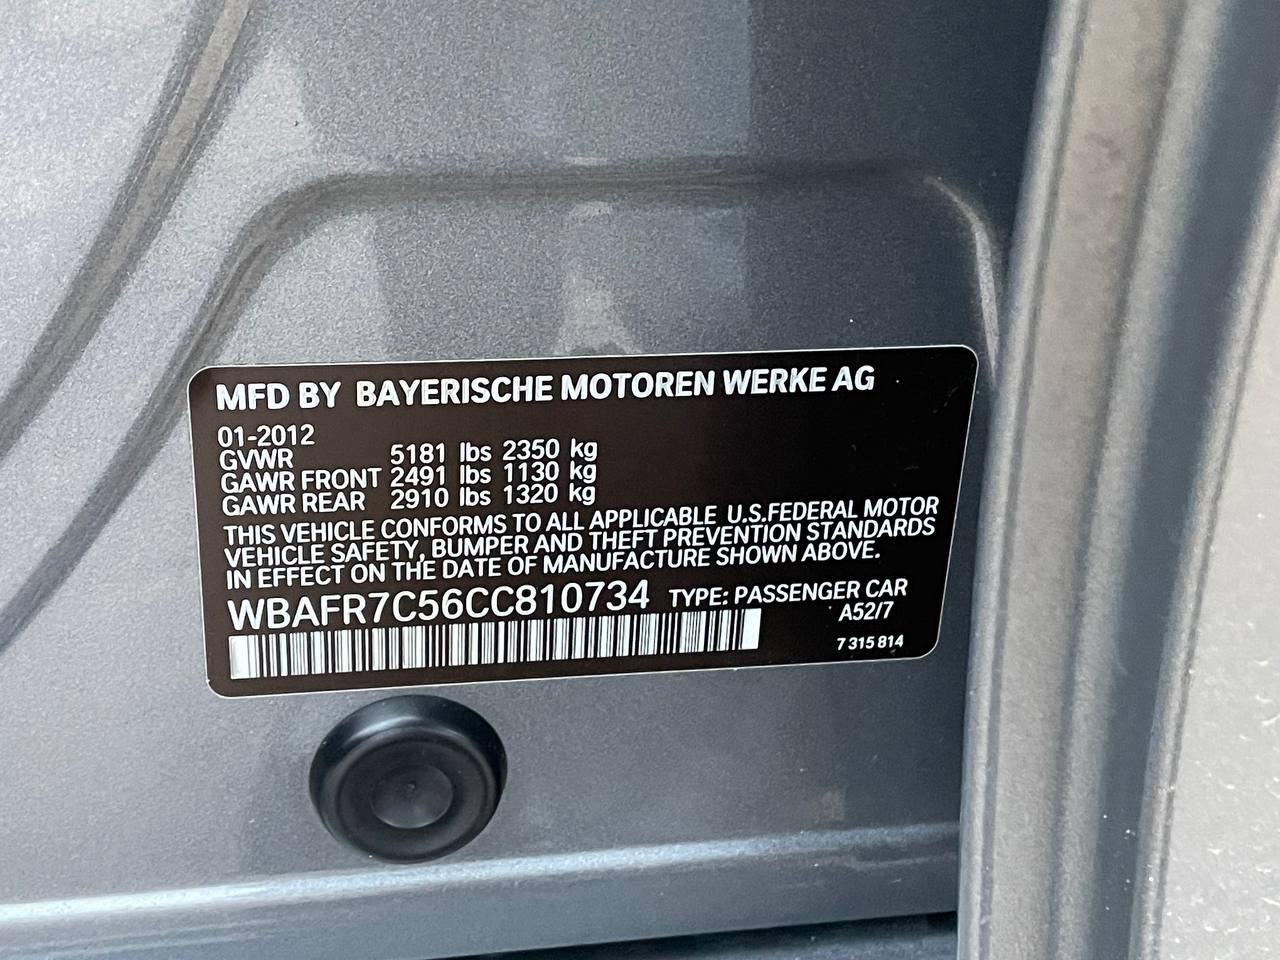 MFD BY BAYERISCHE MOTOREN WERKE AG
01-2012
GVWR 5181 lbs 2350 kg
GAWR FRONT 2491 lbs 1130 kg
GAWR REAR 2910 lbs 1320 kg
THIS VEHICLE CONFORMS TO ALL APPLICABLE U.S.FEDERAL MOTOR
VEHICLE SAFETY, BUMPER AND THEFT PREVENTION STANDARDS
IN EFFECT ON THE DATE OF MANUFACTURE SHOWN ABOVE.
WBAFR7C56CC810734 TYPE: PASSENGER CAR
A52/7
7 315 814